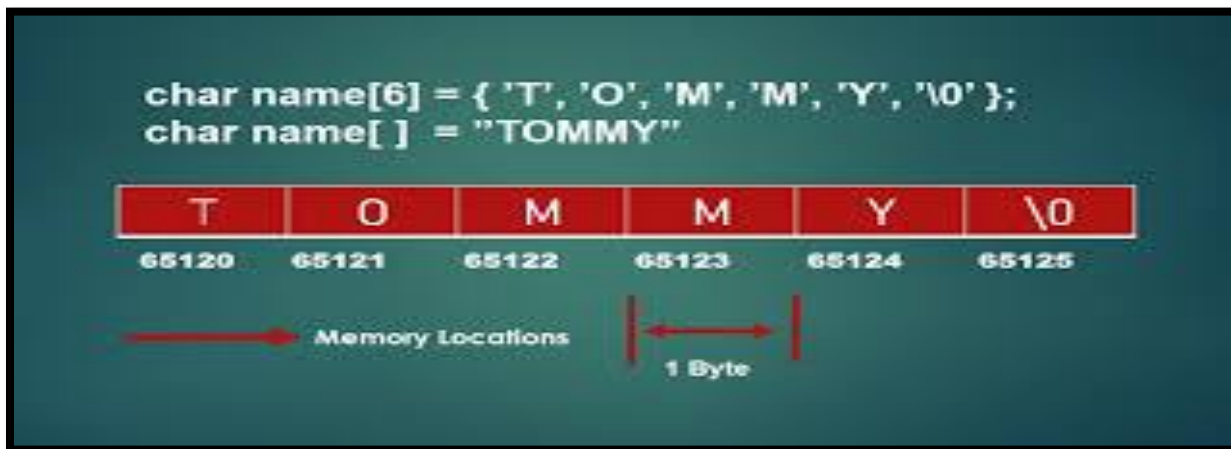 char name[6] = { 'T', 'O', 'M', 'M', 'Y', '\0' };
char name[ ] = "TOMMY"
T O M M Y \0
65120 65121 65122 65123 65124 65125
Memory Locations
1 Byte